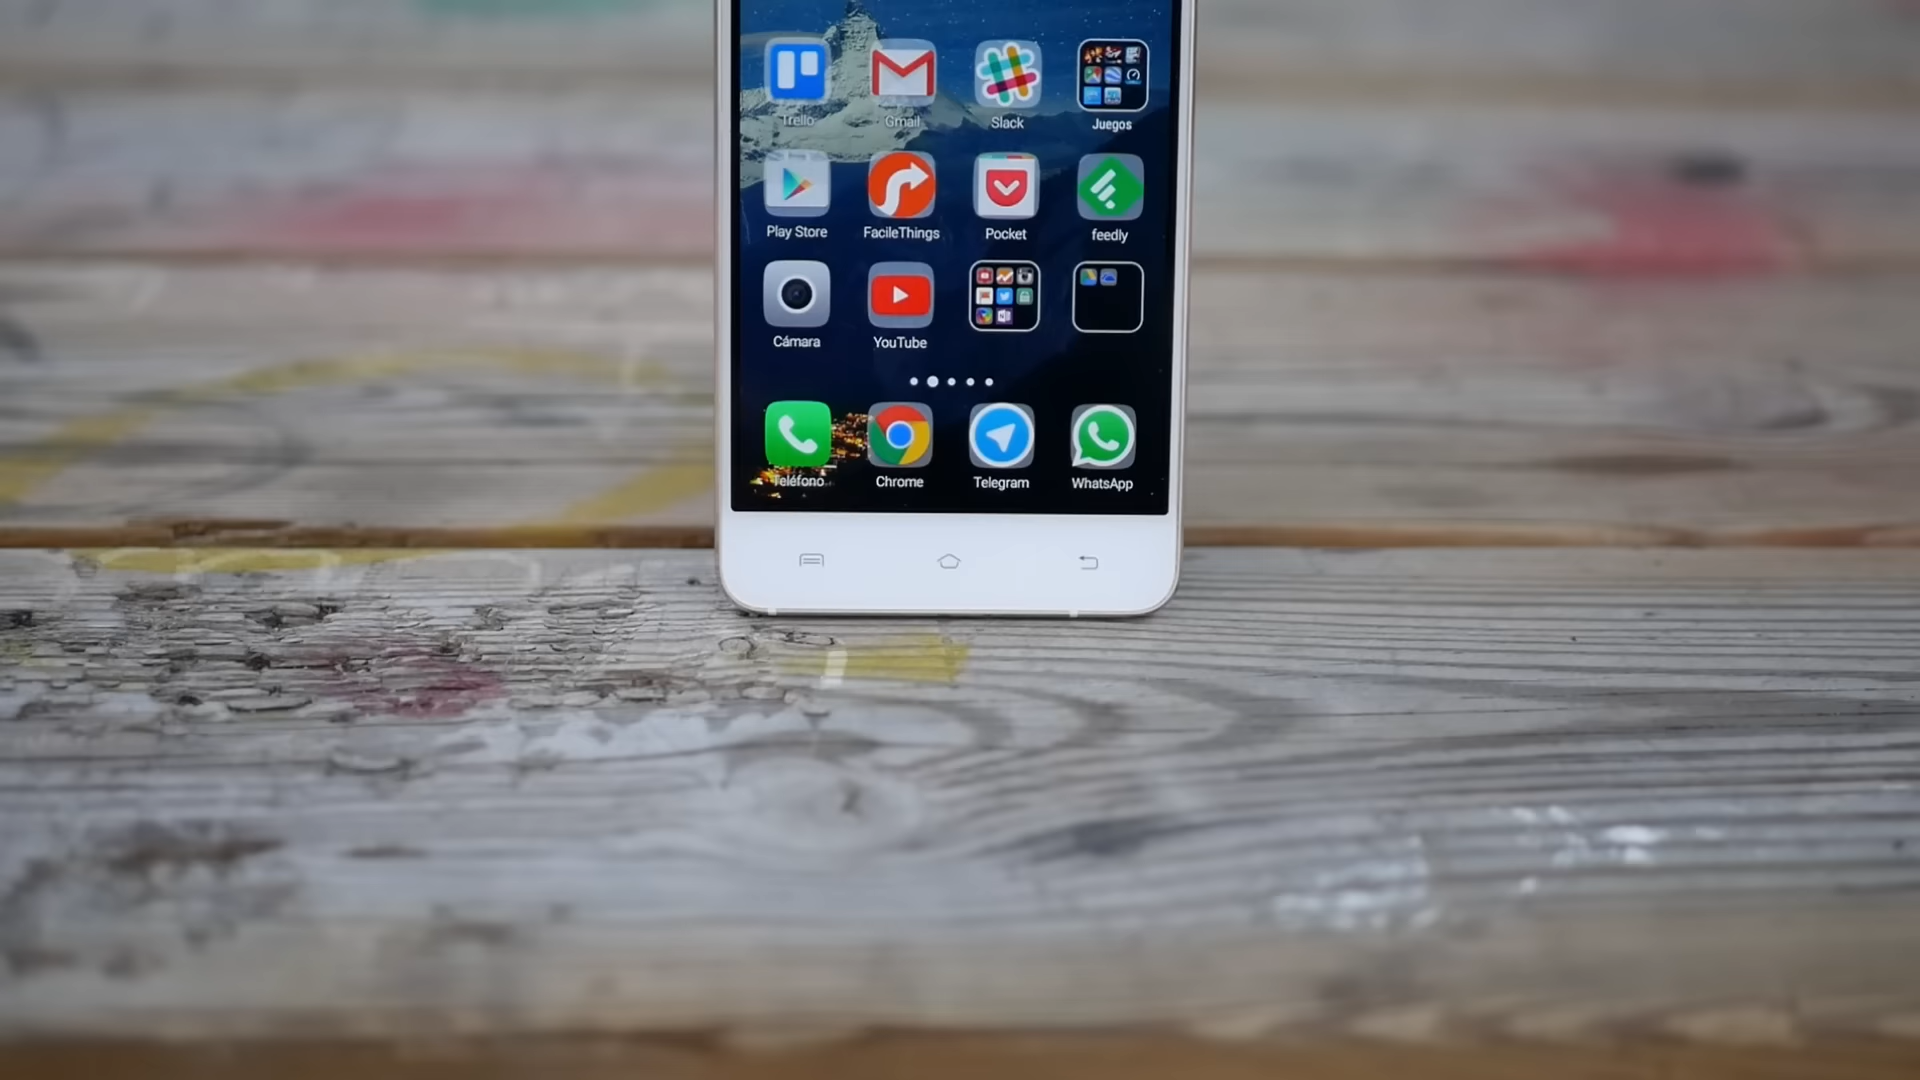 Trello
Gmail
Slack
Juegos
Play Store
FacileThings
Pocket
feedly
Cámara
YouTube
Teléfono
Chrome
Telegram
WhatsApp